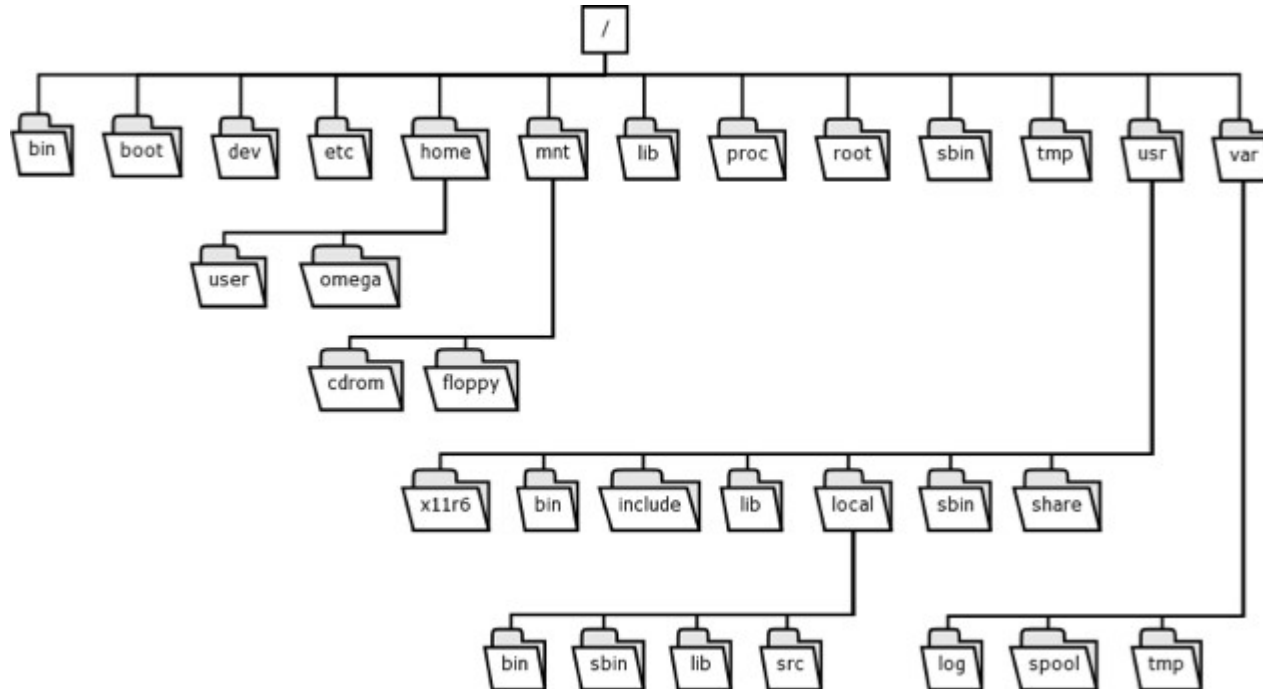 /
bin boot dev etc home mnt lib proc root sbin tmp usr var
user omega
cdrom floppy
x11r6 bin include lib local sbin share
bin sbin lib src log spool tmp